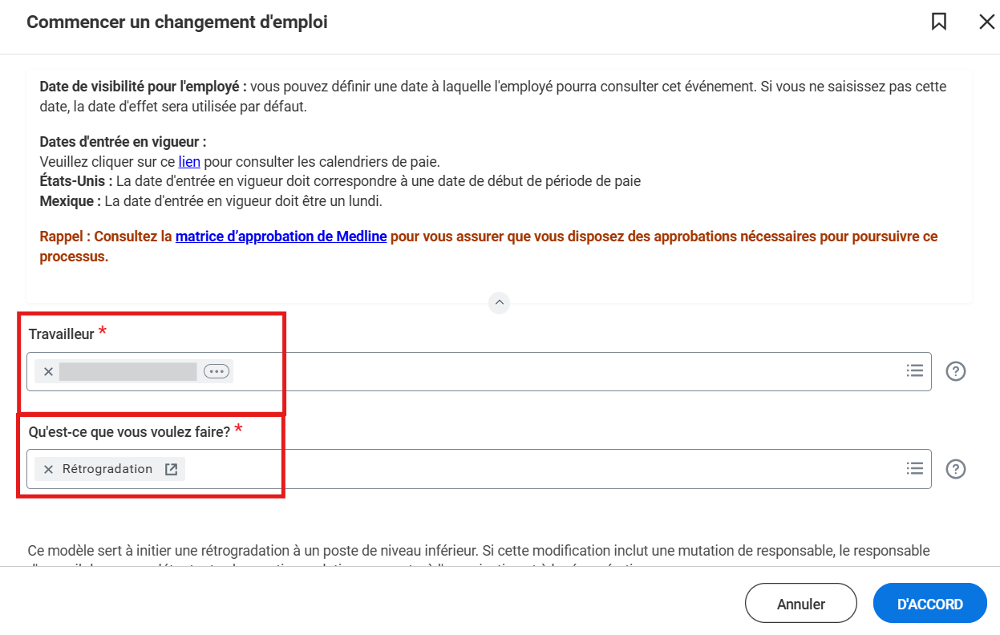 Commencer un changement d'emploi
Date de visibilité pour l'employé : vous pouvez définir une date à laquelle l'employé pourra consulter cet événement. Si vous ne saisissez pas cette
date, la date d'effet sera utilisée par défaut.
Dates d'entrée en vigueur :
Veuillez cliquer sur ce lien pour consulter les calendriers de paie.
États-Unis : La date d'entrée en vigueur doit correspondre à une date de début de période de paie
Mexique : La date d'entrée en vigueur doit être un lundi.
Rappel : Consultez la matrice d’approbation de Medline pour vous assurer que vous disposez des approbations nécessaires pour poursuivre ce
processus.
Travailleur *
Qu'est-ce que vous voulez faire? *
Rétrogradation
Ce modèle sert à initier une rétrogradation à un poste de niveau inférieur. Si cette modification inclut une mutation de responsable, le responsable
Annuler
D'ACCORD